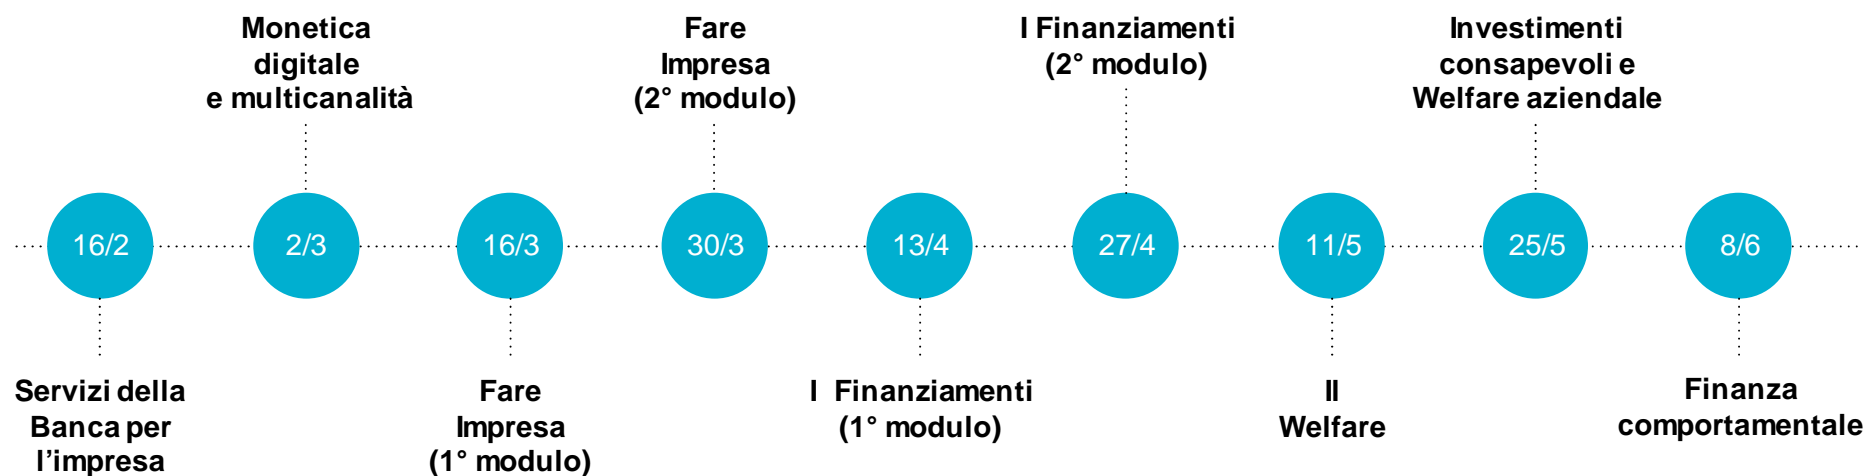 Monetica
digitale
e multicanalità
Fare
Impresa
(2° modulo)
I Finanziamenti
(2° modulo)
Investimenti
consapevoli e
Welfare aziendale
16/2
2/3
16/3
30/3
13/4
27/4
11/5
25/5
8/6
Servizi della
Banca per
l’impresa
Fare
Impresa
(1° modulo)
I Finanziamenti
(1° modulo)
Il
Welfare
Finanza
comportamentale